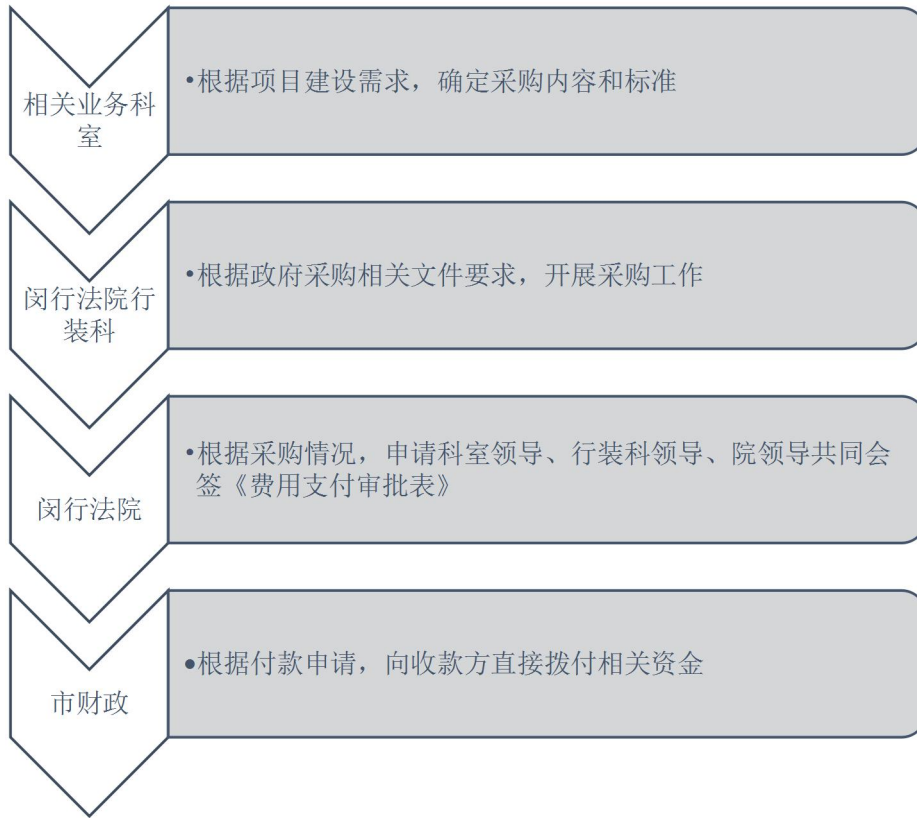 相关业务科
室
•根据项目建设需求，确定采购内容和标准
闵行法院行
装科
•根据政府采购相关文件要求，开展采购工作
闵行法院
•根据采购情况，申请科室领导、行装科领导、院领导共同会
签《费用支付审批表》
市财政
•根据付款申请，向收款方直接拨付相关资金